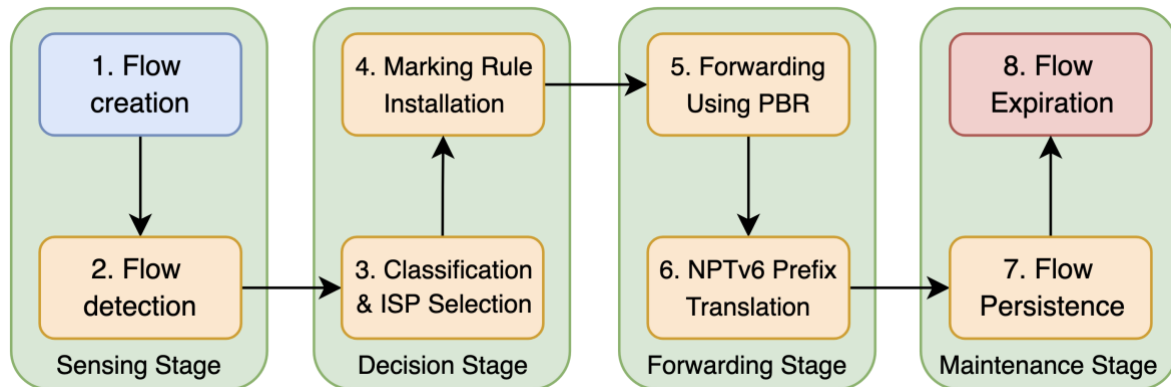 1. Flow
creation
2. Flow
detection
Sensing Stage
4. Marking Rule
Installation
3. Classification
& ISP Selection
Decision Stage
5. Forwarding
Using PBR
6. NPTv6 Prefix
Translation
Forwarding Stage
8. Flow
Expiration
7. Flow
Persistence
Maintenance Stage